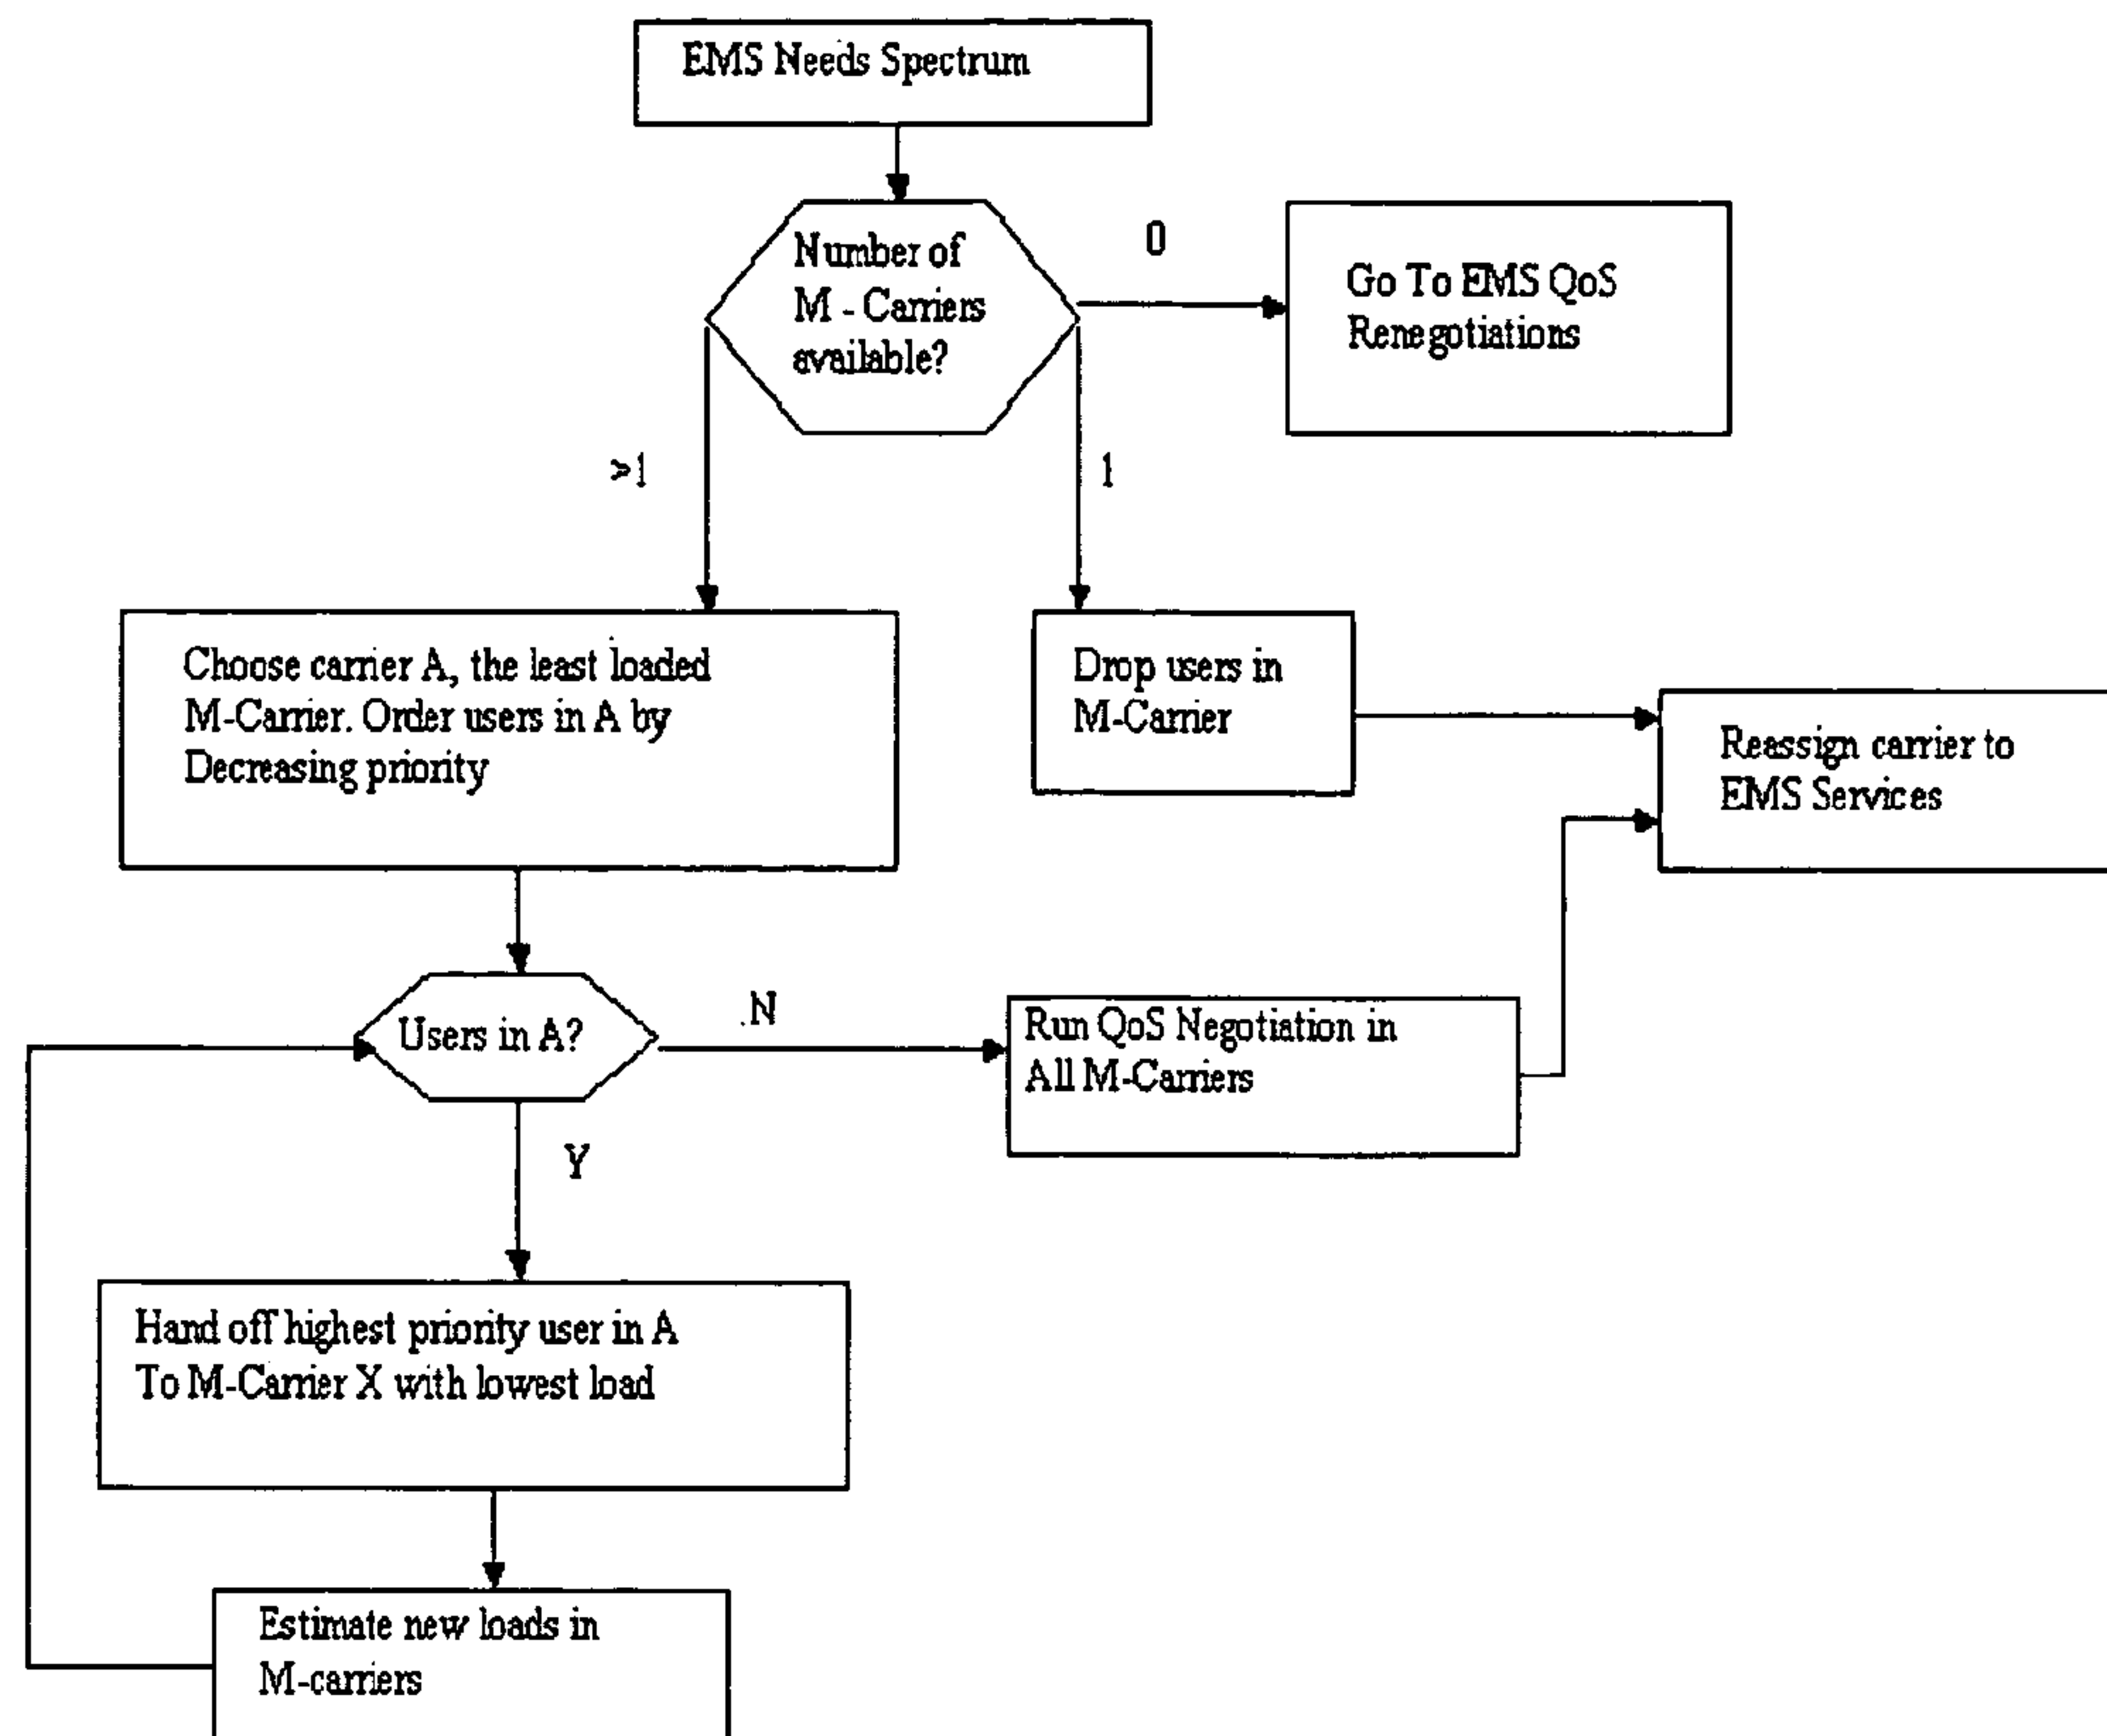 EMS Needs Spectrum
Number of
M - Carriers
available?
0
Go To EMS QoS
Renegotiations
>1
1
Choose carrier A, the least loaded
M-Carrier. Order users in A by
Decreasing priority
Drop users in
M-Carrier
Reassign carrier to
EMS Services
Users in A?
N
Run QoS Negotiation in
All M-Carriers
Y
Hand off highest priority user in A
To M-Carrier X with lowest load
Estimate new loads in
M-carriers